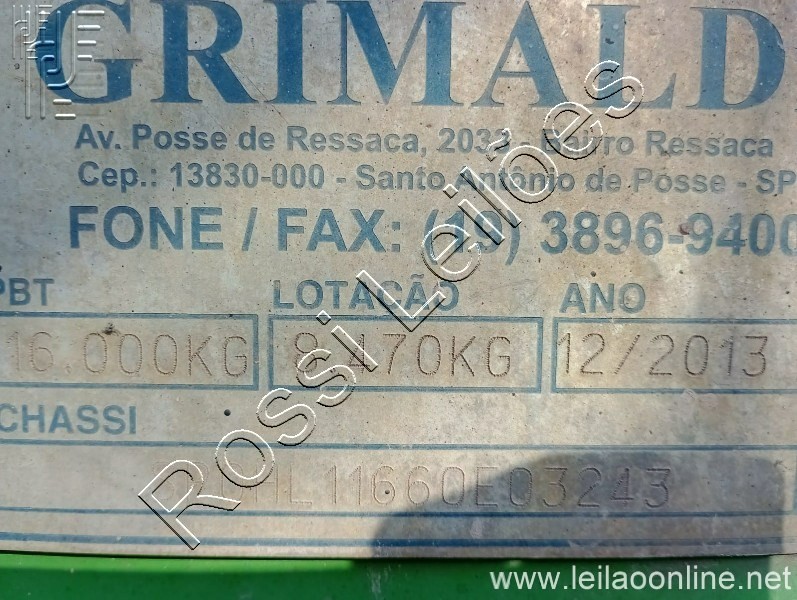 GRIMALD
Av. Posse de Ressaca, 2032 - Bairro Ressaca
Cep.: 13830-000 - Santo Antônio de Posse - SP
FONE / FAX: (19) 3896-9400
PBT LOTAÇÃO ANO
16.000KG 8.470KG 12/2013
CHASSI
HL11660E03243
Rossi Leilões
www.leilaoonline.net